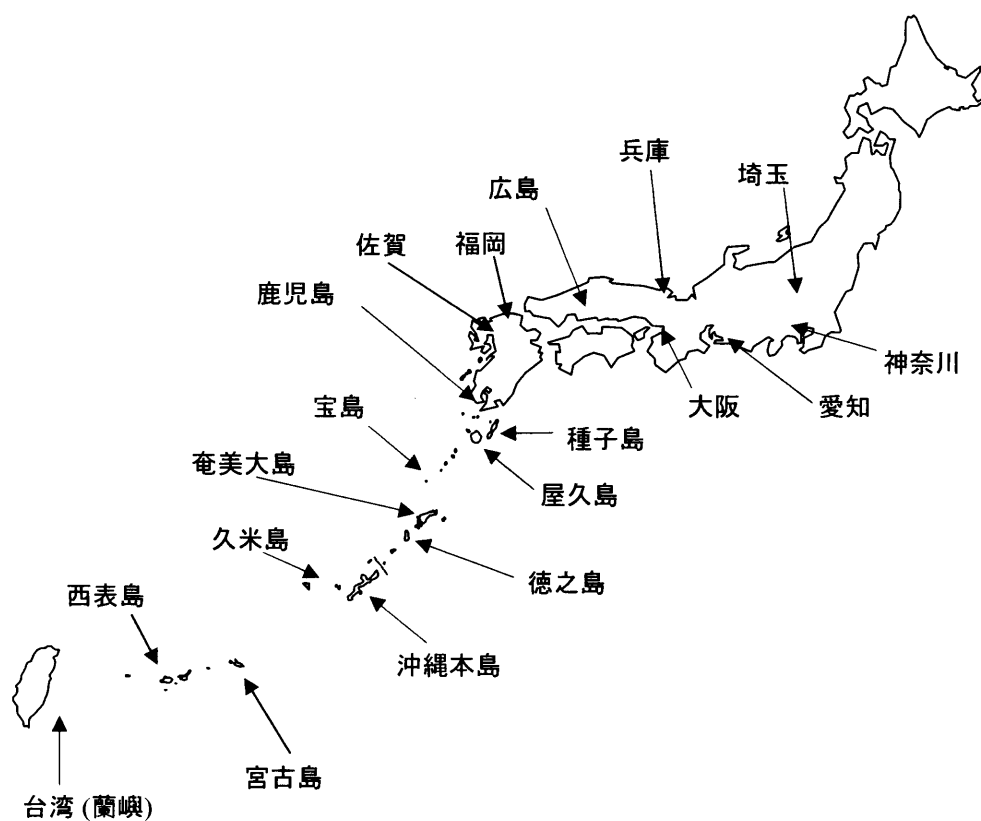 兵庫
埼玉
広島
佐賀
福岡
鹿児島
神奈川
宝島
大阪
愛知
種子島
奄美大島
屋久島
久米島
徳之島
西表島
沖縄本島
宮古島
台湾 (蘭嶼)